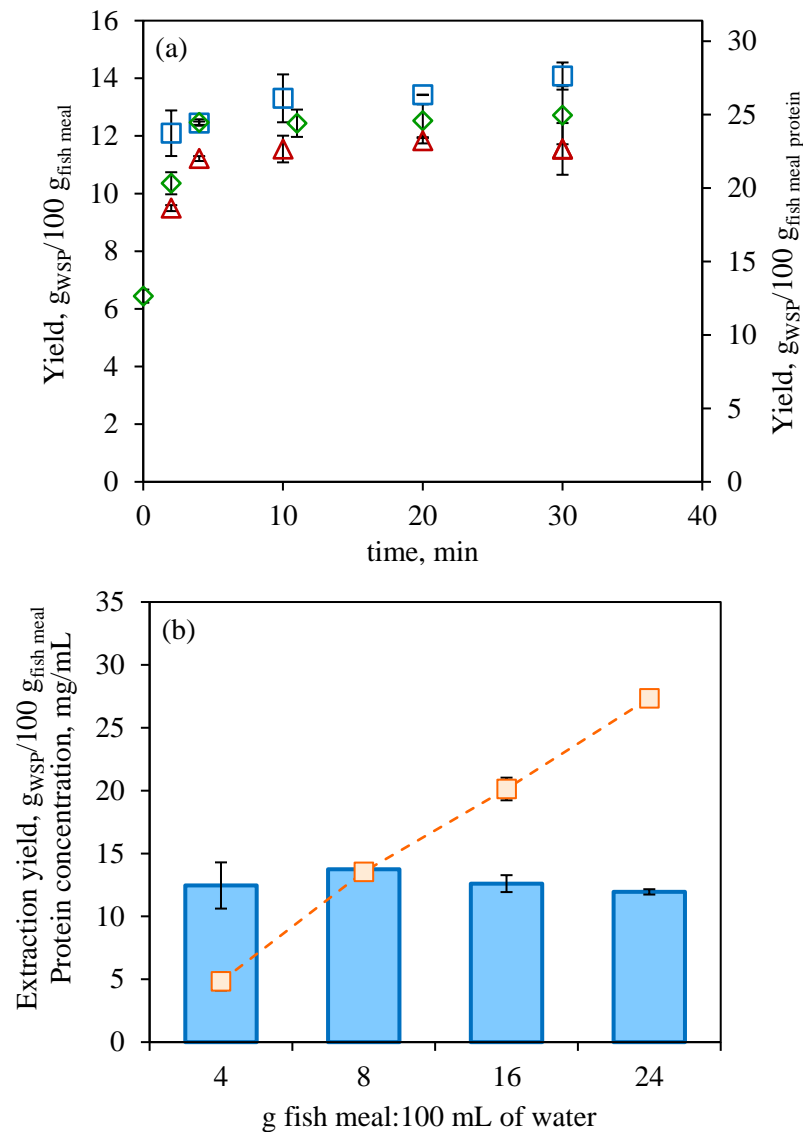 (a)
16
14
12
10
8
6
4
2
0
Yield, gWSP/100 gfish meal
30
25
20
15
10
5
0
Yield, gWSP/100 gfish meal protein
0 10 20 30 40
time, min
(b)
35
30
25
20
15
10
5
0
Extraction yield, gWSP/100 gfish meal
Protein concentration, mg/mL
4 8 16 24
g fish meal:100 mL of water